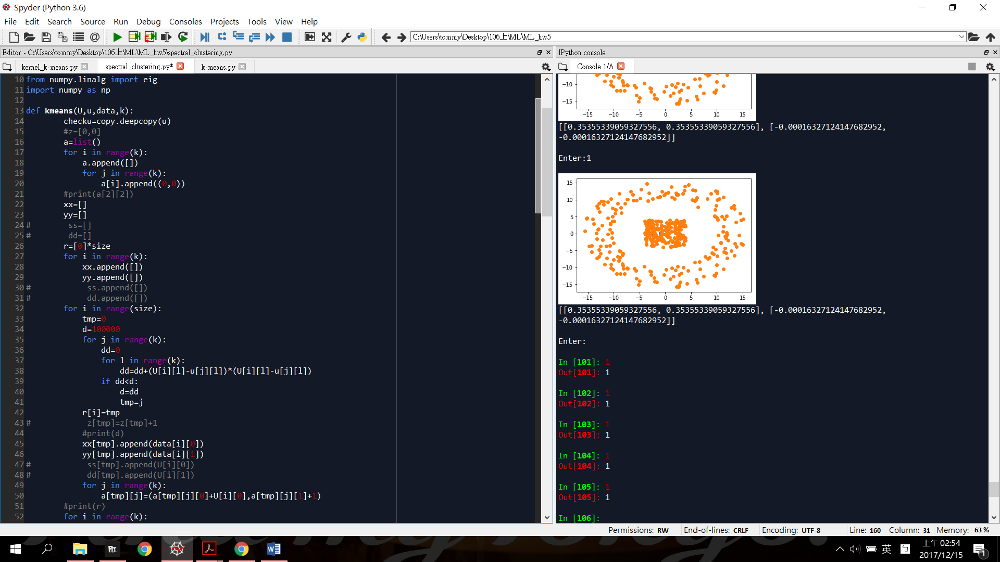 Spyder (Python 3.6)
File Edit Search Source Run Debug Consoles Projects Tools View Help
C:\Users\tommy\Desktop\106上\ML\ML_hw5
Editor - C:\Users\tommy\Desktop\106上\ML\ML_hw5\spectral_clustering.py
kernel_k-means.py spectral_clustering.py* k-means.py
10 from numpy.linalg import eig
11 import numpy as np
12
13 def kmeans(U,u,data,k):
14 checku=copy.deepcopy(u)
15 #z=[0,0]
16 a=list()
17 for i in range(k):
18 a.append([])
19 for j in range(k):
20 a[i].append((0,0))
21 #print(a[2][2])
22 xx=[]
23 yy=[]
24 # ss=[]
25 # dd=[]
26 r=[0]*size
27 for i in range(k):
28 xx.append([])
29 yy.append([])
30 # ss.append([])
31 # dd.append([])
32 for i in range(size):
33 tmp=0
34 d=100000
35 for j in range(k):
36 dd=0
37 for l in range(k):
38 dd=dd+(U[i][l]-u[j][l])*(U[i][l]-u[j][l])
39 if dd<d:
40 d=dd
41 tmp=j
42 r[i]=tmp
43 # z[tmp]=z[tmp]+1
44 #print(d)
45 xx[tmp].append(data[i][0])
46 yy[tmp].append(data[i][1])
47 # ss[tmp].append(U[i][0])
48 # dd[tmp].append(U[i][1])
49 for j in range(k):
50 a[tmp][j]=(a[tmp][j][0]+U[i][0],a[tmp][j][1]+1)
51 #print(r)
52 for i in range(k):
IPython console
Console 1/A
−10
−15
−15 −10 −5 0 5 10 15
[[0.35355339059327556, 0.35355339059327556], [-0.00016327124147682952,
-0.00016327124147682952]]
Enter:1
15
10
5
0
−5
−10
−15
−15 −10 −5 0 5 10 15
[[0.35355339059327556, 0.35355339059327556], [-0.00016327124147682952,
-0.00016327124147682952]]
Enter:
In [101]: 1
Out[101]: 1
In [102]: 1
Out[102]: 1
In [103]: 1
Out[103]: 1
In [104]: 1
Out[104]: 1
In [105]: 1
Out[105]: 1
In [106]:
Permissions: RW End-of-lines: CRLF Encoding: UTF-8 Line: 160 Column: 31 Memory: 63 %
英
上午 02:54
2017/12/15
1